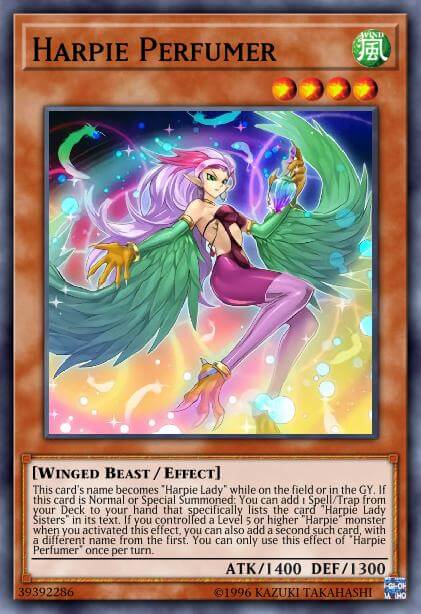 HARPIE PERFUMER
WIND
風
[WINGED BEAST / EFFECT]
This card's name becomes "Harpie Lady" while on the field or in the GY. If
this card is Normal or Special Summoned: You can add 1 Spell/Trap from
your Deck to your hand that specifically lists the card "Harpie Lady
Sisters" in its text. If you controlled a Level 5 or higher "Harpie" monster
when you activated this effect, you can also add a second such card, with
a different name from the first. You can only use this effect of "Harpie
Perfumer" once per turn.
ATK/1400 DEF/1300
39392286 ©1996 KAZUKI TAKAHASHI